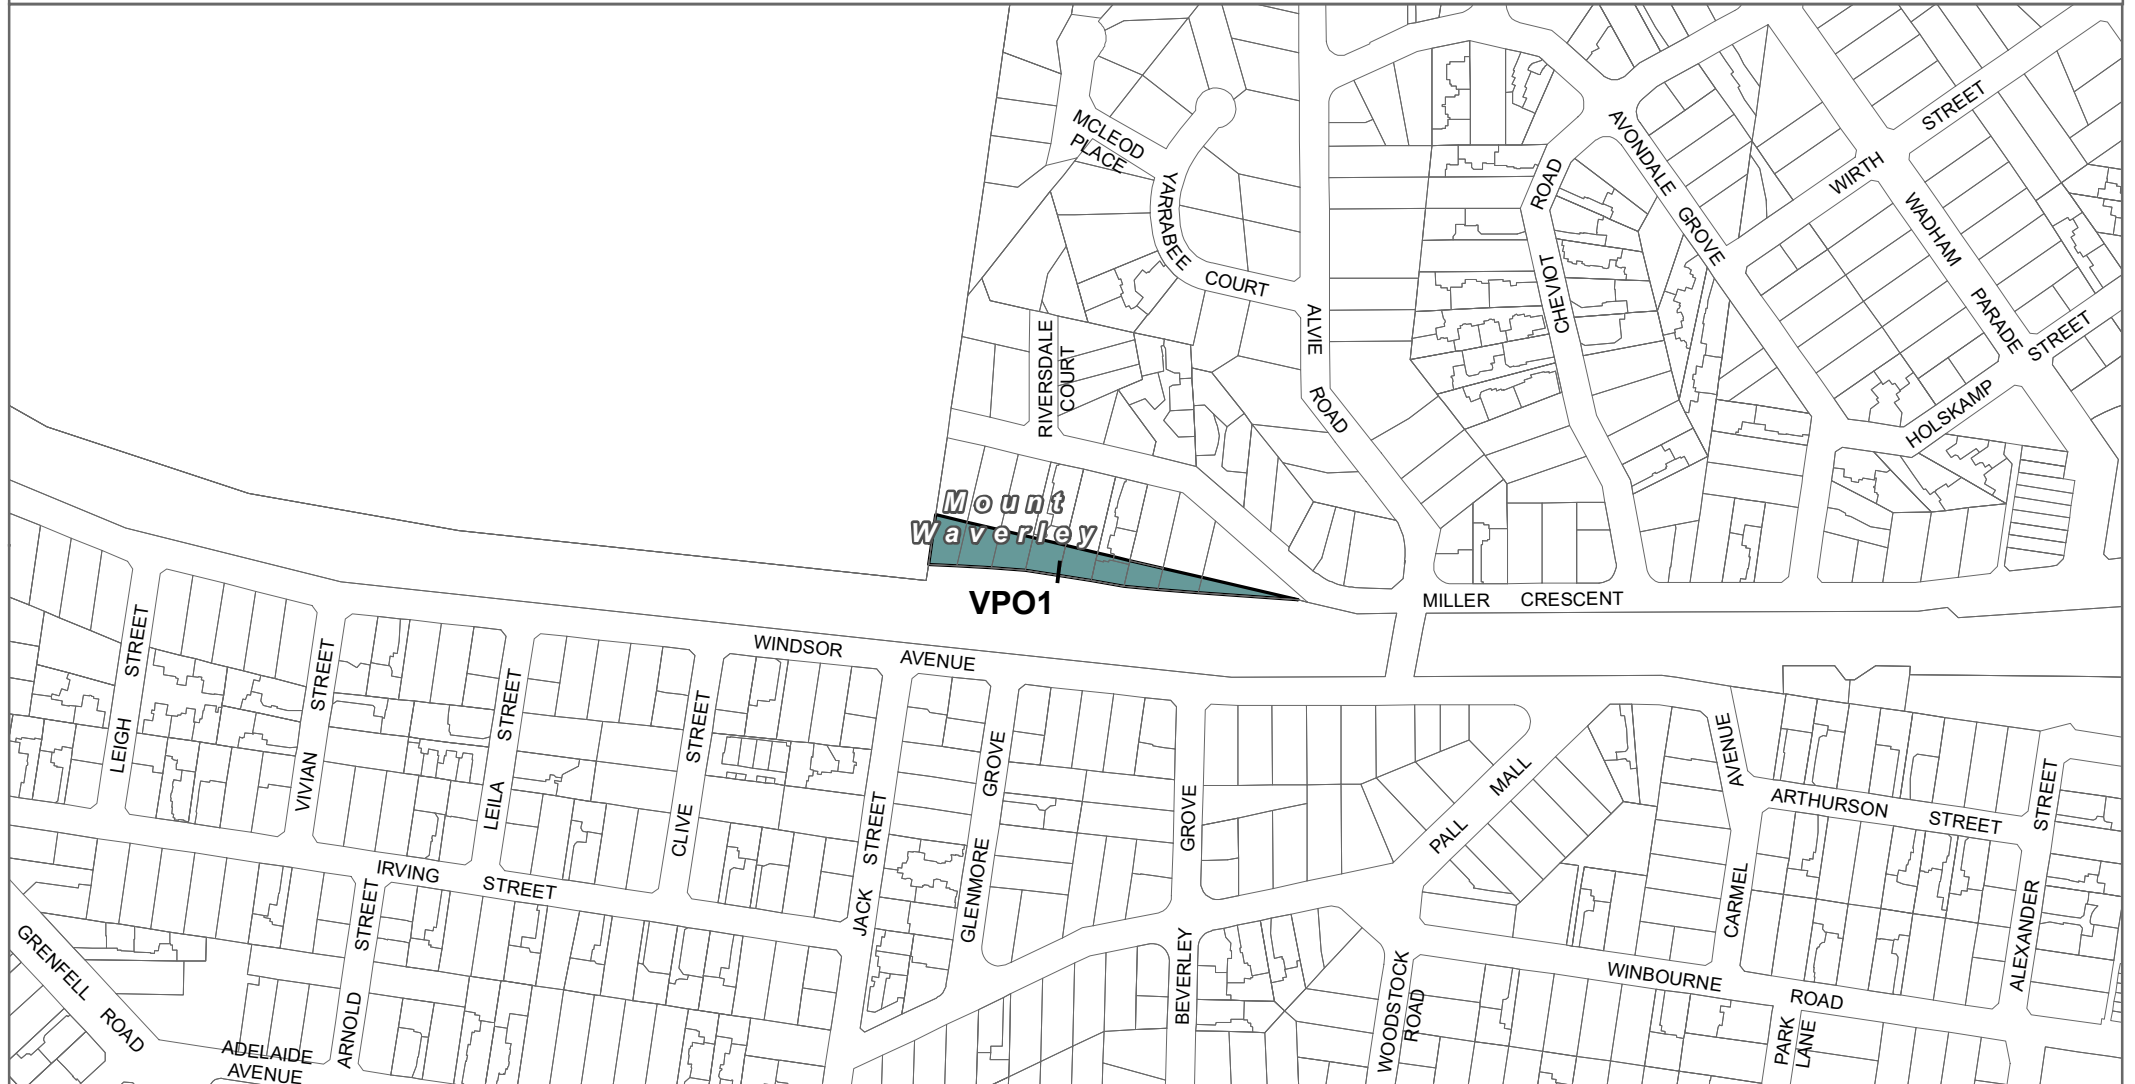 MCLEOD
PLACE
YARRABEE
COURT
ALVIE
ROAD
RIVERSDALE
COURT
ROAD
CHEVIOT
AVONDALE
GROVE
STREET
WIRTH
WADHAM
PARADE
STREET
HOLSKAMP
Mount
Waverley
VPO1
MILLER CRESCENT
WINDSOR AVENUE
LEIGH STREET
VIVIAN STREET
LEILA STREET
CLIVE STREET
JACK STREET
GLENMORE GROVE
BEVERLEY GROVE
PALL MALL
CARMEL AVENUE
ARTHURSON STREET
ALEXANDER STREET
IRVING STREET
ARNOLD STREET
GRENFELL ROAD
ADELAIDE
AVENUE
WOODSTOCK
ROAD
WINBOURNE ROAD
PARK
LANE